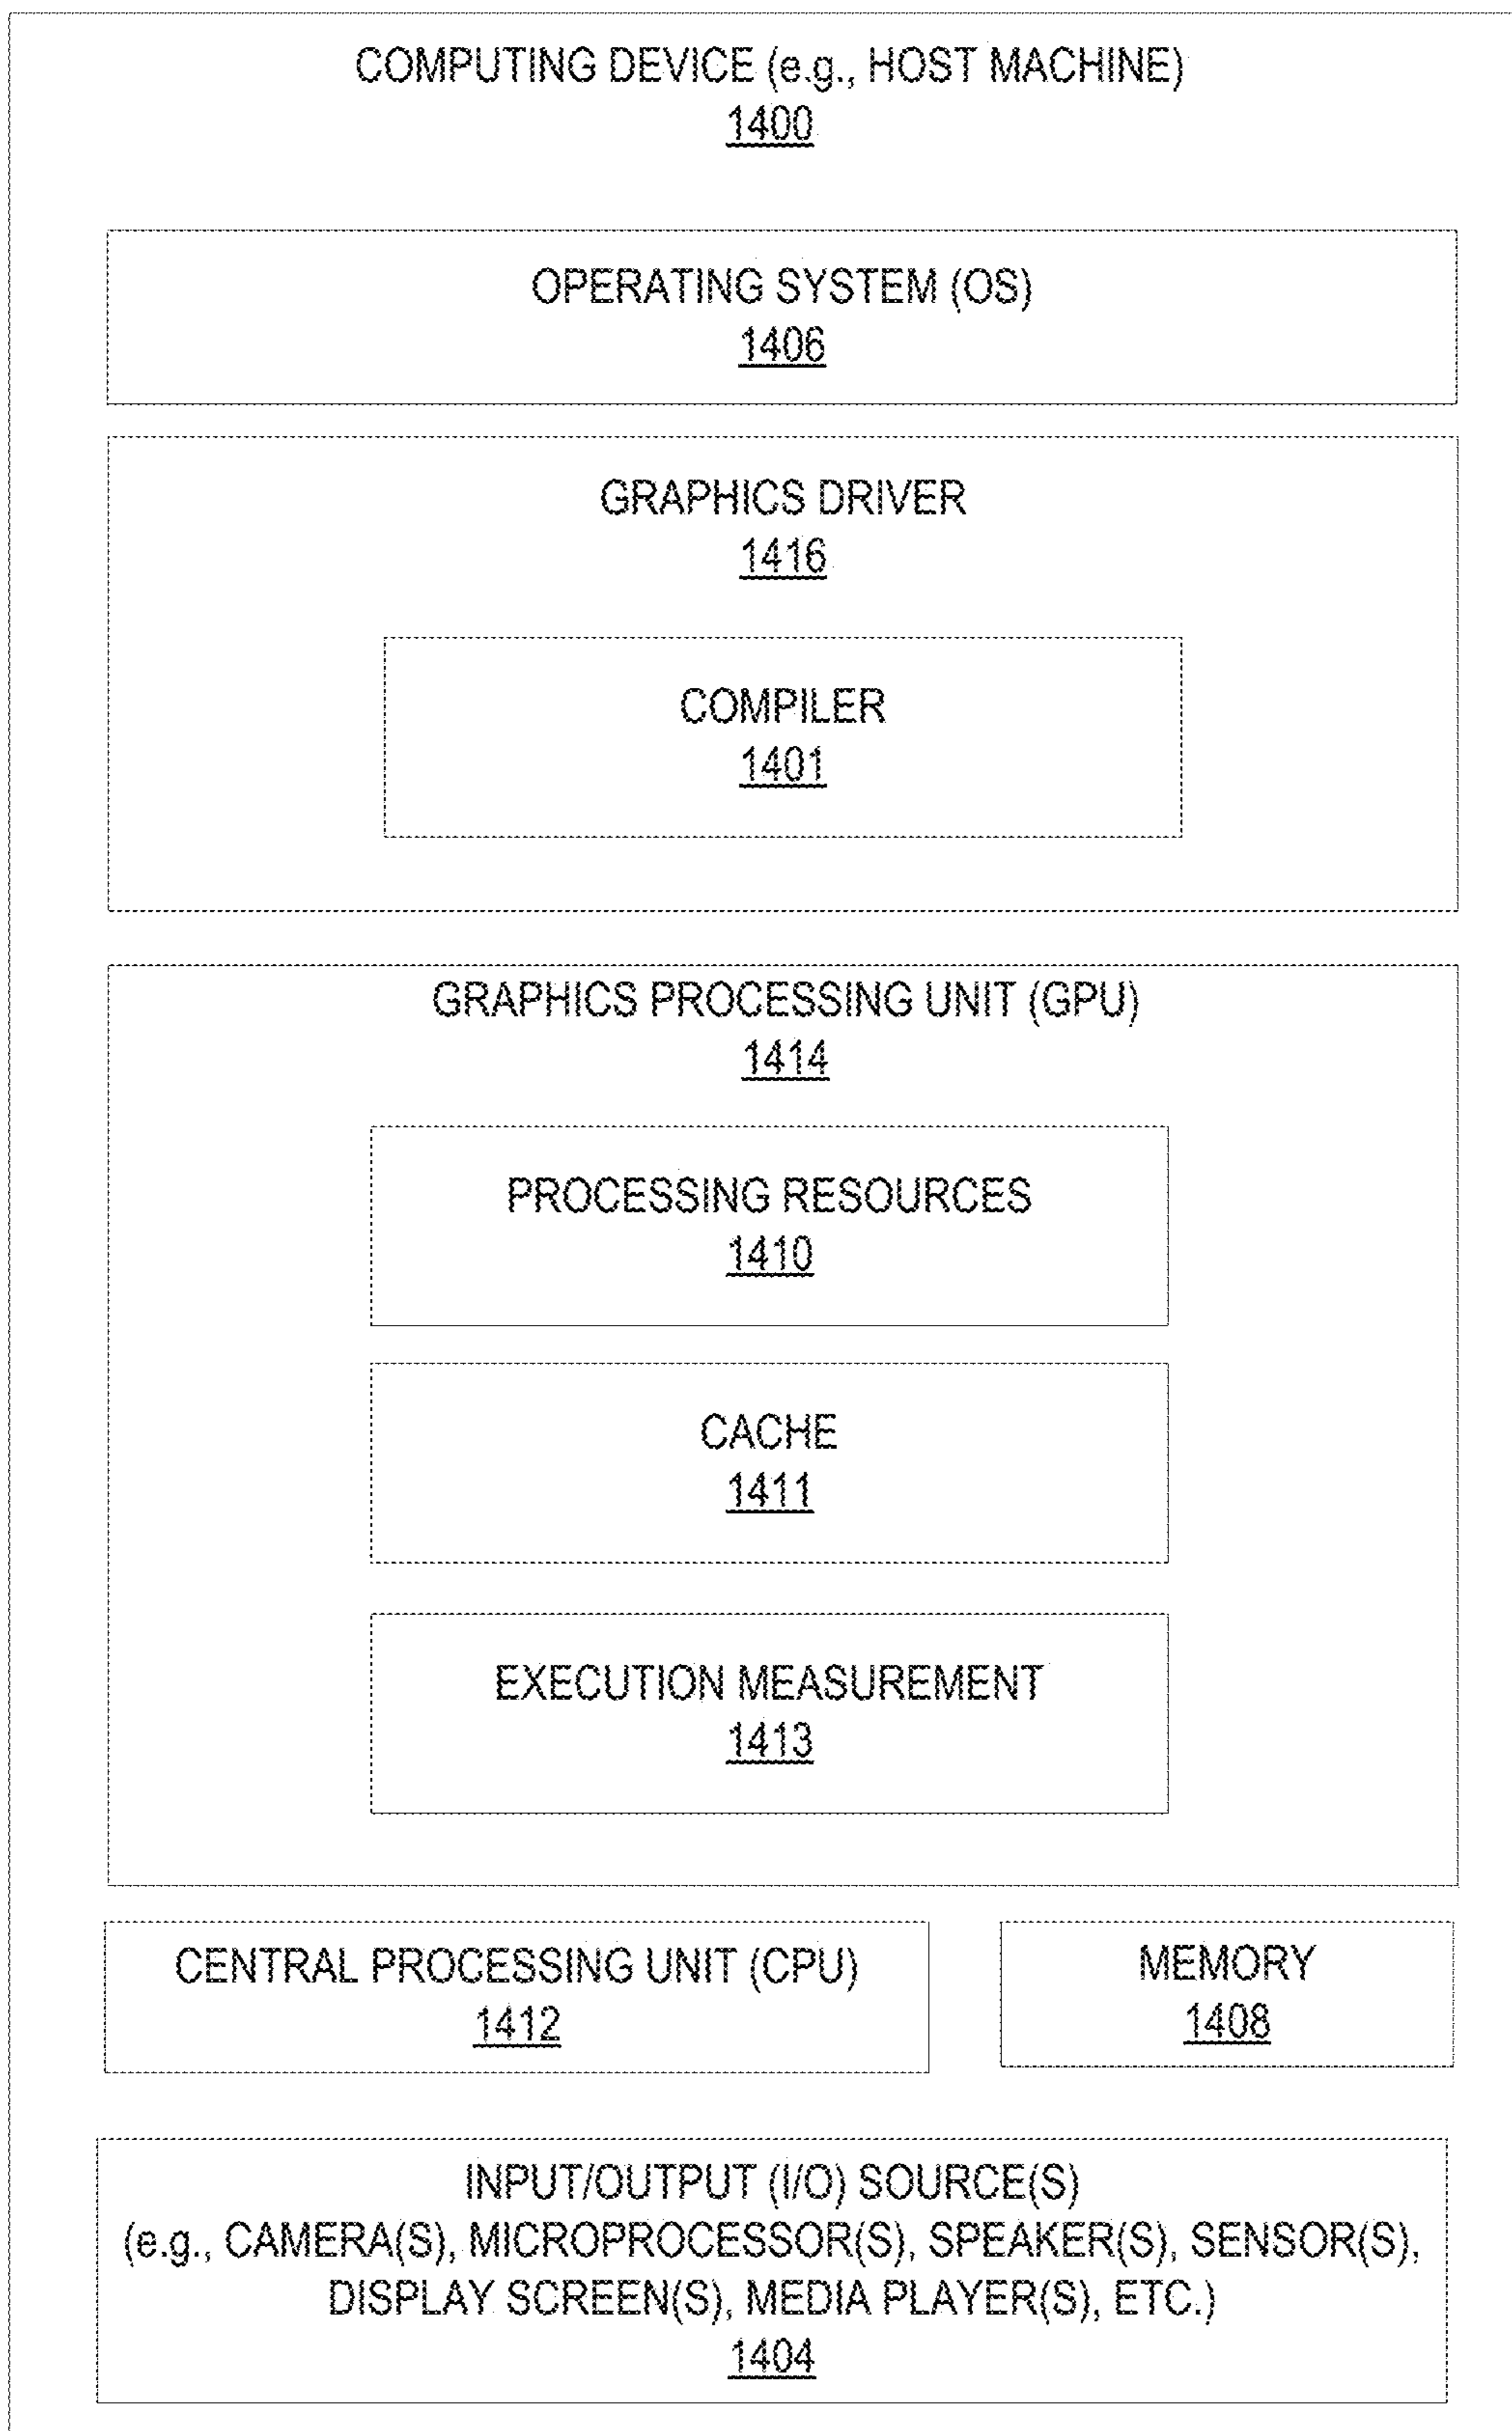 COMPUTING DEVICE (e.g., HOST MACHINE)
1400
OPERATING SYSTEM (OS)
1406
GRAPHICS DRIVER
1416
COMPILER
1401
GRAPHICS PROCESSING UNIT (GPU)
1414
PROCESSING RESOURCES
1410
CACHE
1411
EXECUTION MEASUREMENT
1413
CENTRAL PROCESSING UNIT (CPU)
1412
MEMORY
1408
INPUT/OUTPUT (I/O) SOURCE(S)
(e.g., CAMERA(S), MICROPROCESSOR(S), SPEAKER(S), SENSOR(S),
DISPLAY SCREEN(S), MEDIA PLAYER(S), ETC.)
1404